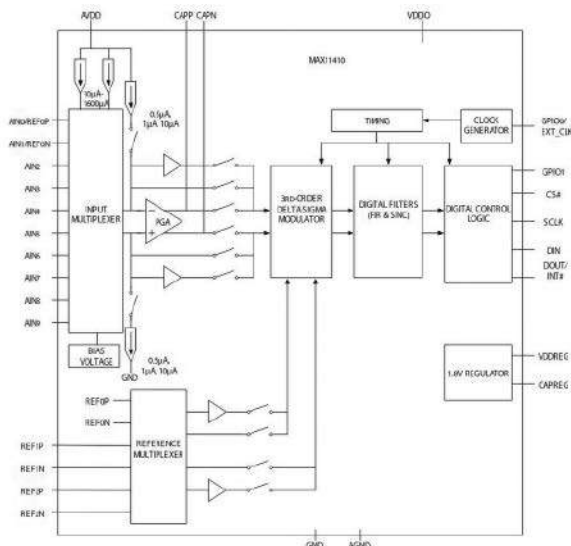 AVDD
CAPP CAPN
VDDO
MAX11410
10µA-
1600µA
0.5µA,
1µA, 10µA
AIN0/REF0P
AIN1/REF0N
AIN2
AIN3
AIN4
AIN5
AIN6
AIN7
AIN8
AIN9
INPUT
MULTIPLEXER
PGA
BIAS
VOLTAGE
GND
0.5µA,
1µA, 10µA
TIMING
CLOCK
GENERATOR
GPIO0/
EXT_CLK
3RD-ORDER
DELTA SIGMA
MODULATOR
DIGITAL FILTERS
(FIR & SINC)
DIGITAL CONTROL
LOGIC
GPIO1
CS#
SCLK
DIN
DOUT/
INT#
1.8V REGULATOR
VDDREG
CAPREG
REF0P
REF0N
REF1P
REF1N
REF2P
REF2N
REFERENCE
MULTIPLEXER
GND AGND